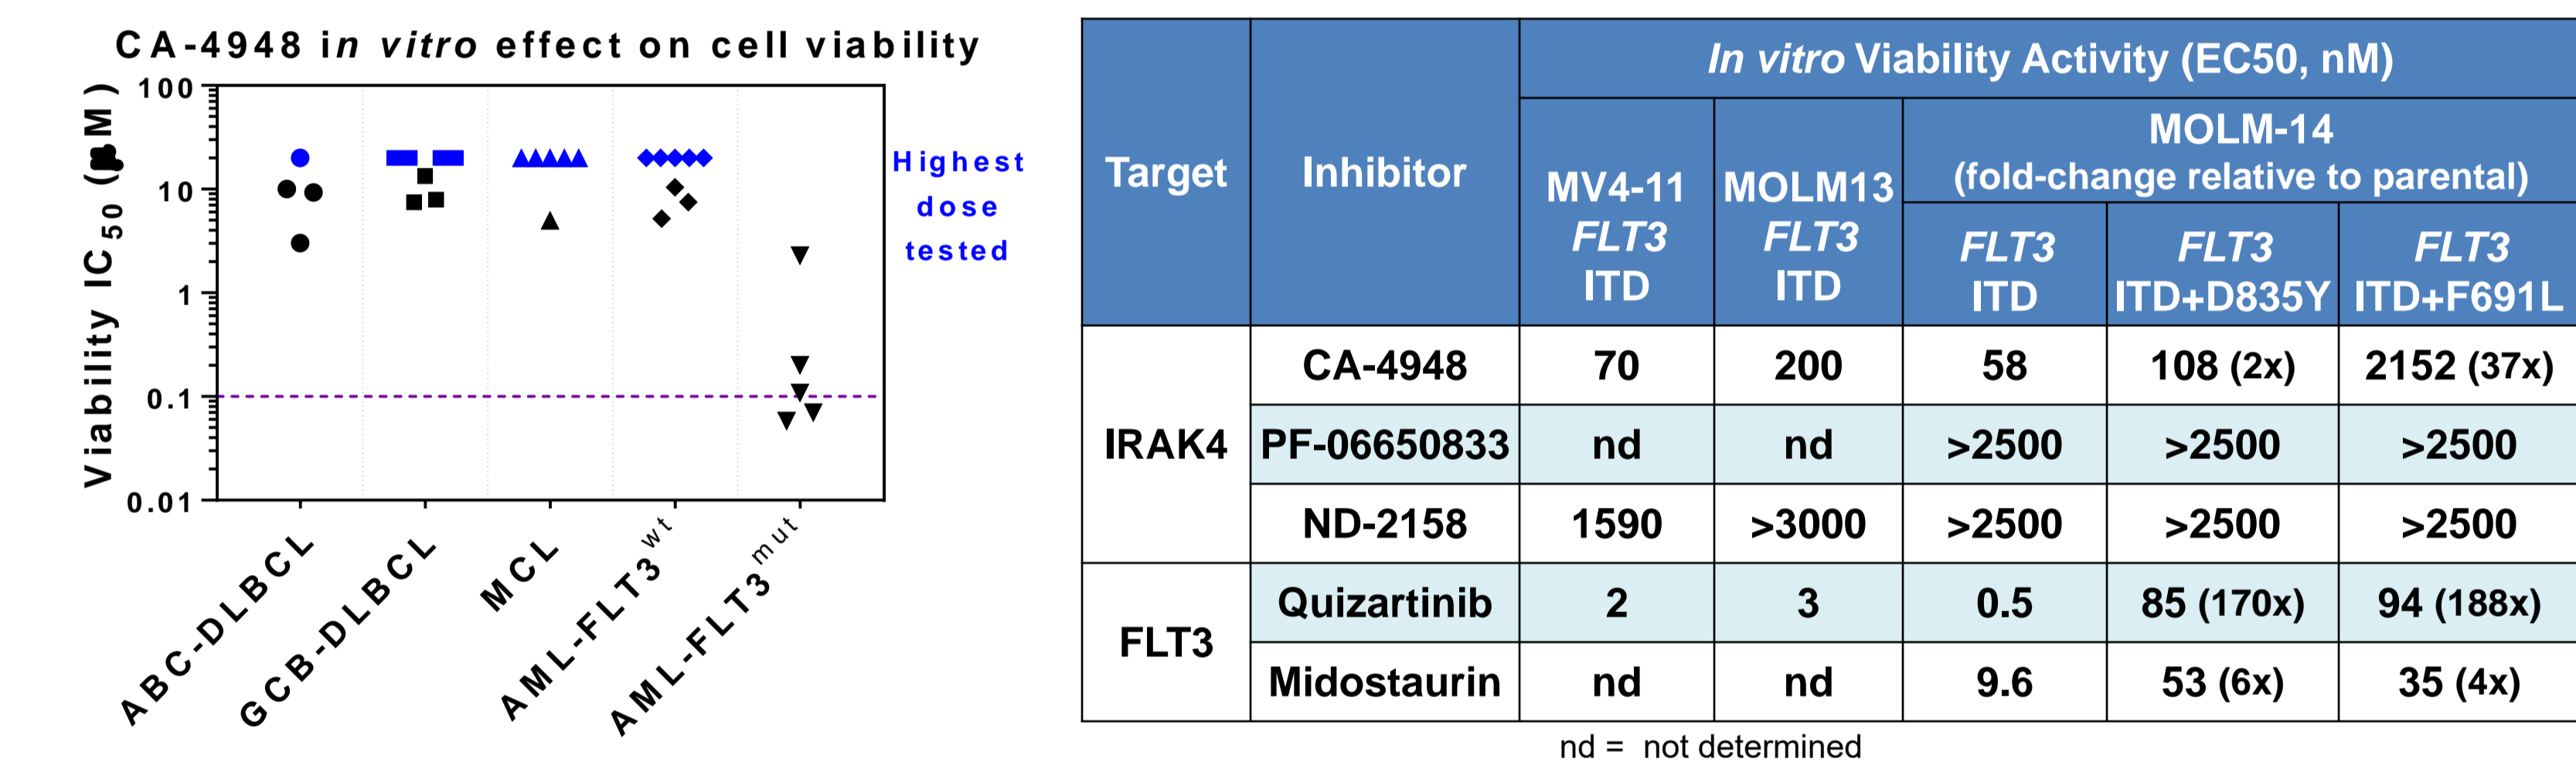 CA-4948 in vitro effect on cell viability
Viability IC50 (M)
100
10
1
0.1
0.01
Highest
dose
tested
ABC-DLBCL
GCB-DLBCL
MCL
AML-FLT3wt
AML-FLT3mut
Target
Inhibitor
In vitro Viability Activity (EC50, nM)
MV4-11
FLT3
ITD
MOLM13
FLT3
ITD
MOLM-14
(fold-change relative to parental)
FLT3
ITD
FLT3
ITD+D835Y
FLT3
ITD+F691L
IRAK4
CA-4948 70 200 58 108 (2x) 2152 (37x)
PF-06650833 nd nd >2500 >2500 >2500
ND-2158 1590 >3000 >2500 >2500 >2500
FLT3
Quizartinib 2 3 0.5 85 (170x) 94 (188x)
Midostaurin nd nd 9.6 53 (6x) 35 (4x)
nd = not determined